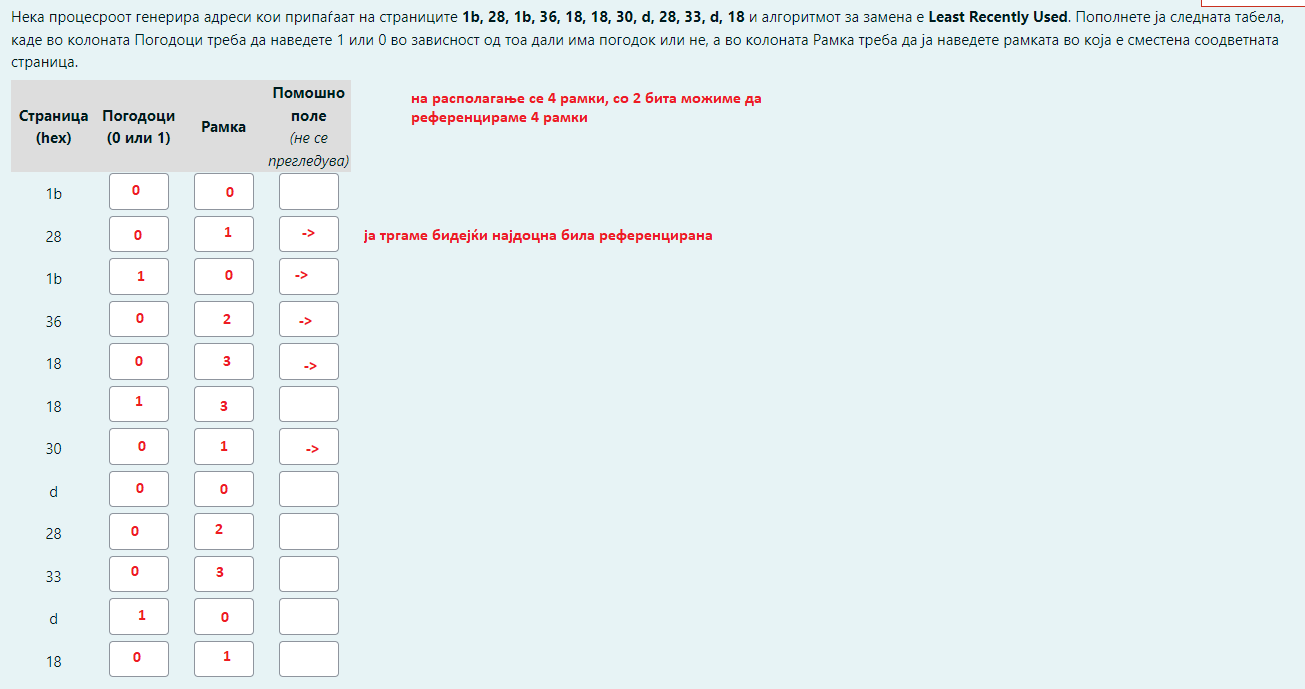 Нека процесроот генерира адреси кои припаѓаат на страниците 1b, 28, 1b, 36, 18, 18, 30, d, 28, 33, d, 18 и алгоритмот за замена е Least Recently Used. Пополнете ја следната табела,
каде во колоната Погодоци треба да наведете 1 или 0 во зависност од тоа дали има погодок или не, а во колоната Рамка треба да ја наведете рамката во која е сместена соодветната
страница.
Страница (hex) Погодоци (0 или 1) Рамка Помошно поле (не се прегледува)
на располагање се 4 рамки, со 2 бита можиме да
референцираме 4 рамки
1b 0 0
28 0 1 -> ја тргаме бидејќи најдоцна била референцирана
1b 1 0 ->
36 0 2 ->
18 0 3 ->
18 1 3
30 0 1 ->
d 0 0
28 0 2
33 0 3
d 1 0
18 0 1